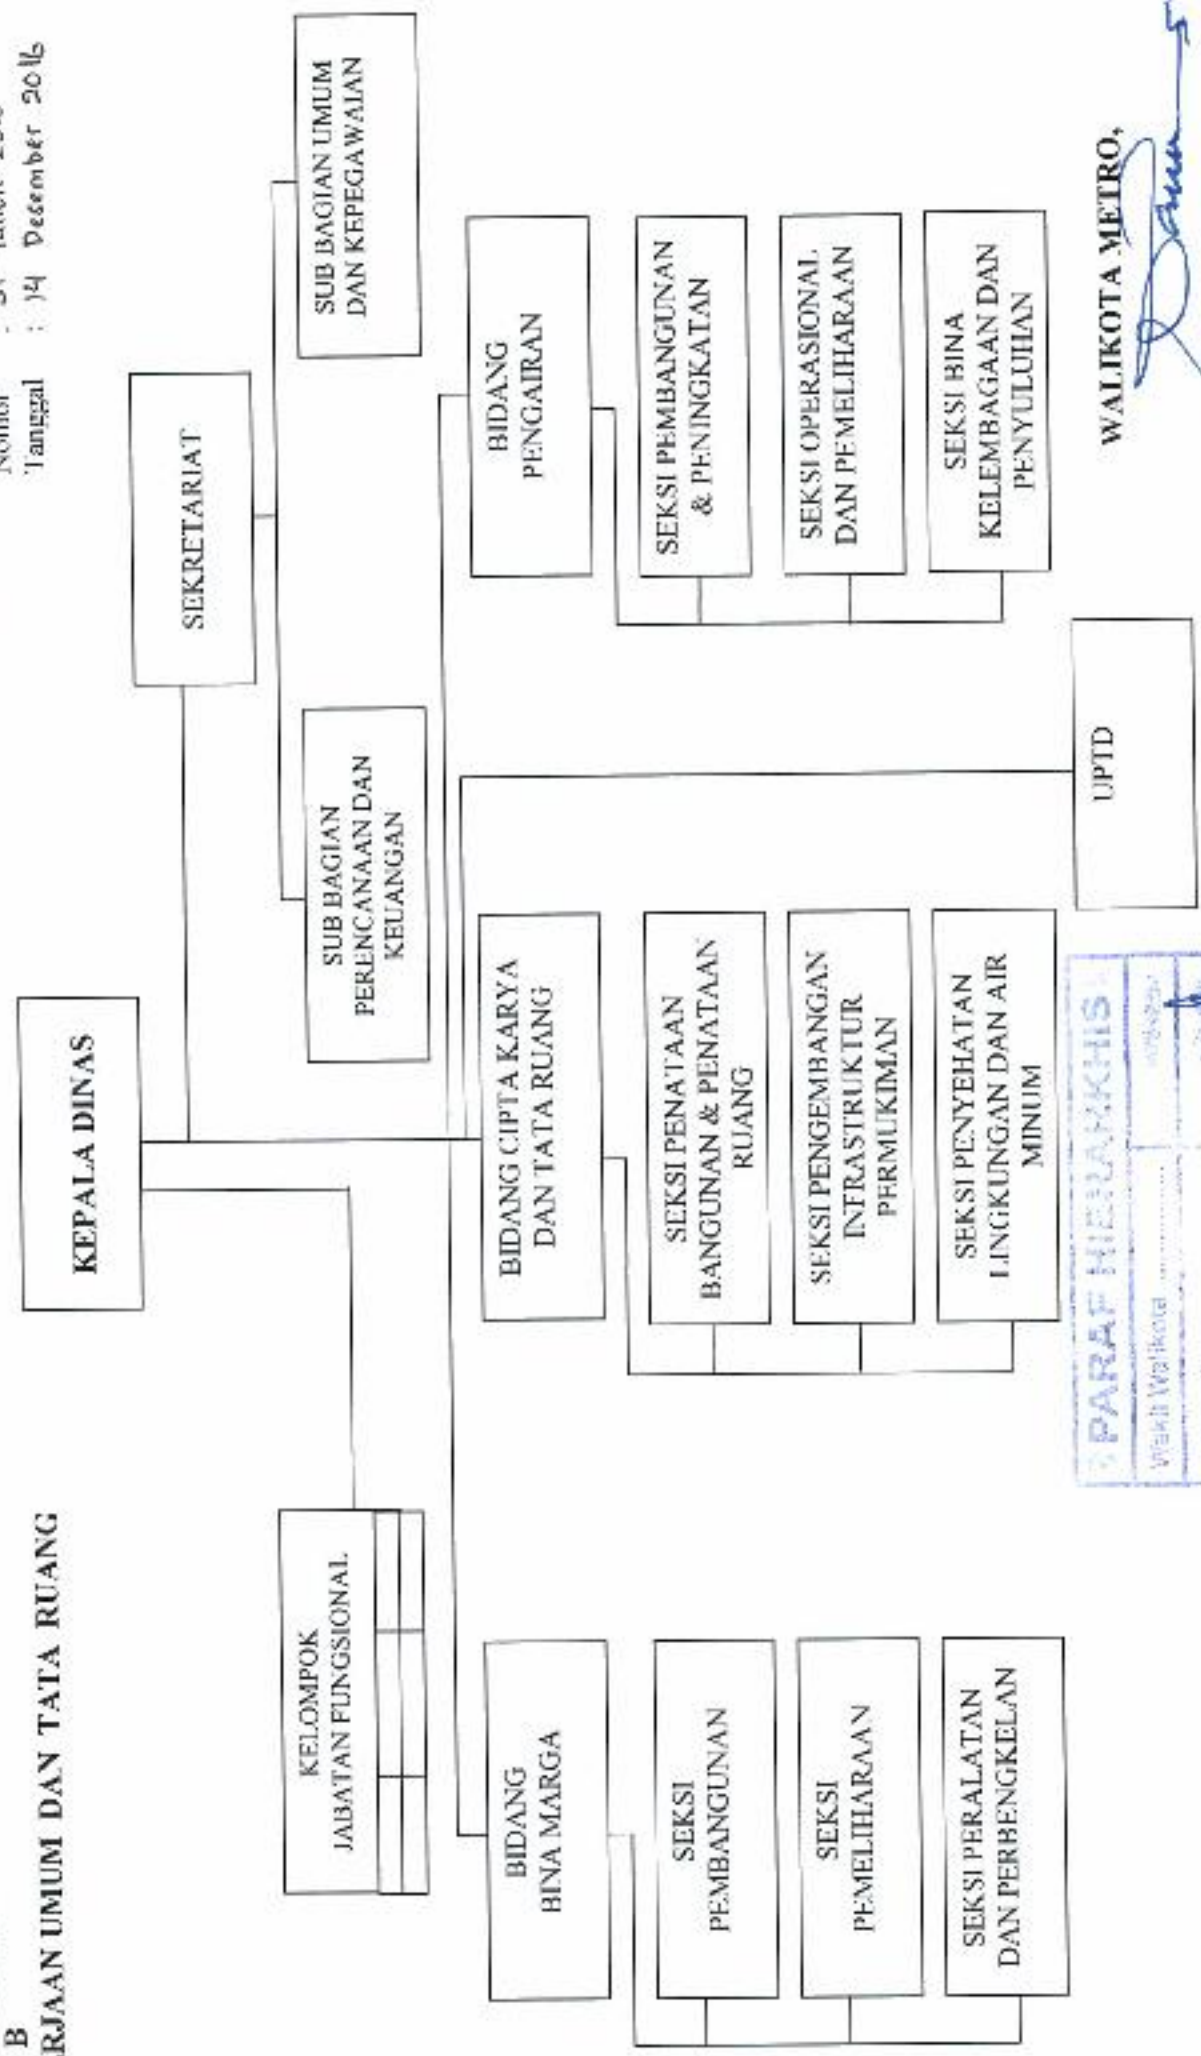 B
RJAAN UMUM DAN TATA RUANG
Nomor
Tanggal : 14 Desember 2016
KEPALA DINAS
SEKRETARIAT
KELOMPOK
JABATAN FUNGSIONAL
SUB BAGIAN
PERENCANAAN DAN
KEUANGAN
SUB BAGIAN UMUM
DAN KEPEGAWAIAN
BIDANG
BINA MARGA
SEKSI
PEMBANGUNAN
SEKSI
PEMELIHARAAN
SEKSI PERALATAN
DAN PERBENGKELAN
BIDANG CIPTA KARYA
DAN TATA RUANG
SEKSI PENATAAN
BANGUNAN & PENATAAN
RUANG
SEKSI PENGEMBANGAN
INFRASTRUKTUR
PERMUKIMAN
SEKSI PENYEHATAN
LINGKUNGAN DAN AIR
MINUM
BIDANG
PENGAIRAN
SEKSI PEMBANGUNAN
& PENINGKATAN
SEKSI OPERASIONAL
DAN PEMELIHARAAN
SEKSI BINA
KELEMBAGAAN DAN
PENYULUHAN
UPTD
PARAF HIERARKHIS
Wakil Walikota
WALIKOTA METRO,